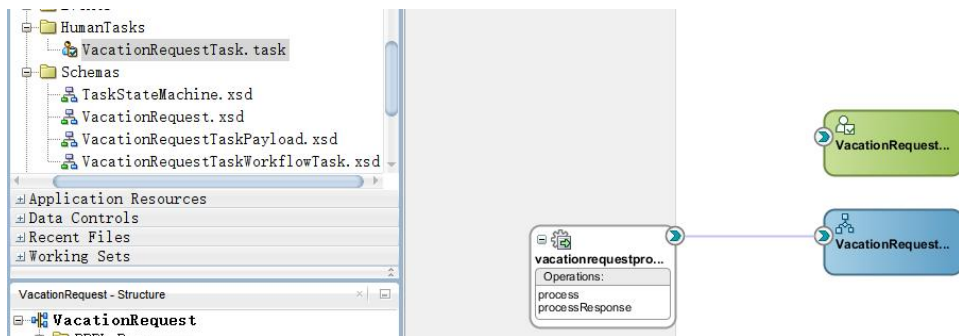 HumanTasks
VacationRequestTask.task
Schemas
TaskStateMachine.xsd
VacationRequest.xsd
VacationRequestTaskPayload.xsd
VacationRequestTaskWorkflowTask.xsd
Application Resources
Data Controls
Recent Files
Working Sets
VacationRequest - Structure
VacationRequest
vacationrequestpro...
Operations:
process
processResponse
VacationRequest...
VacationRequest...